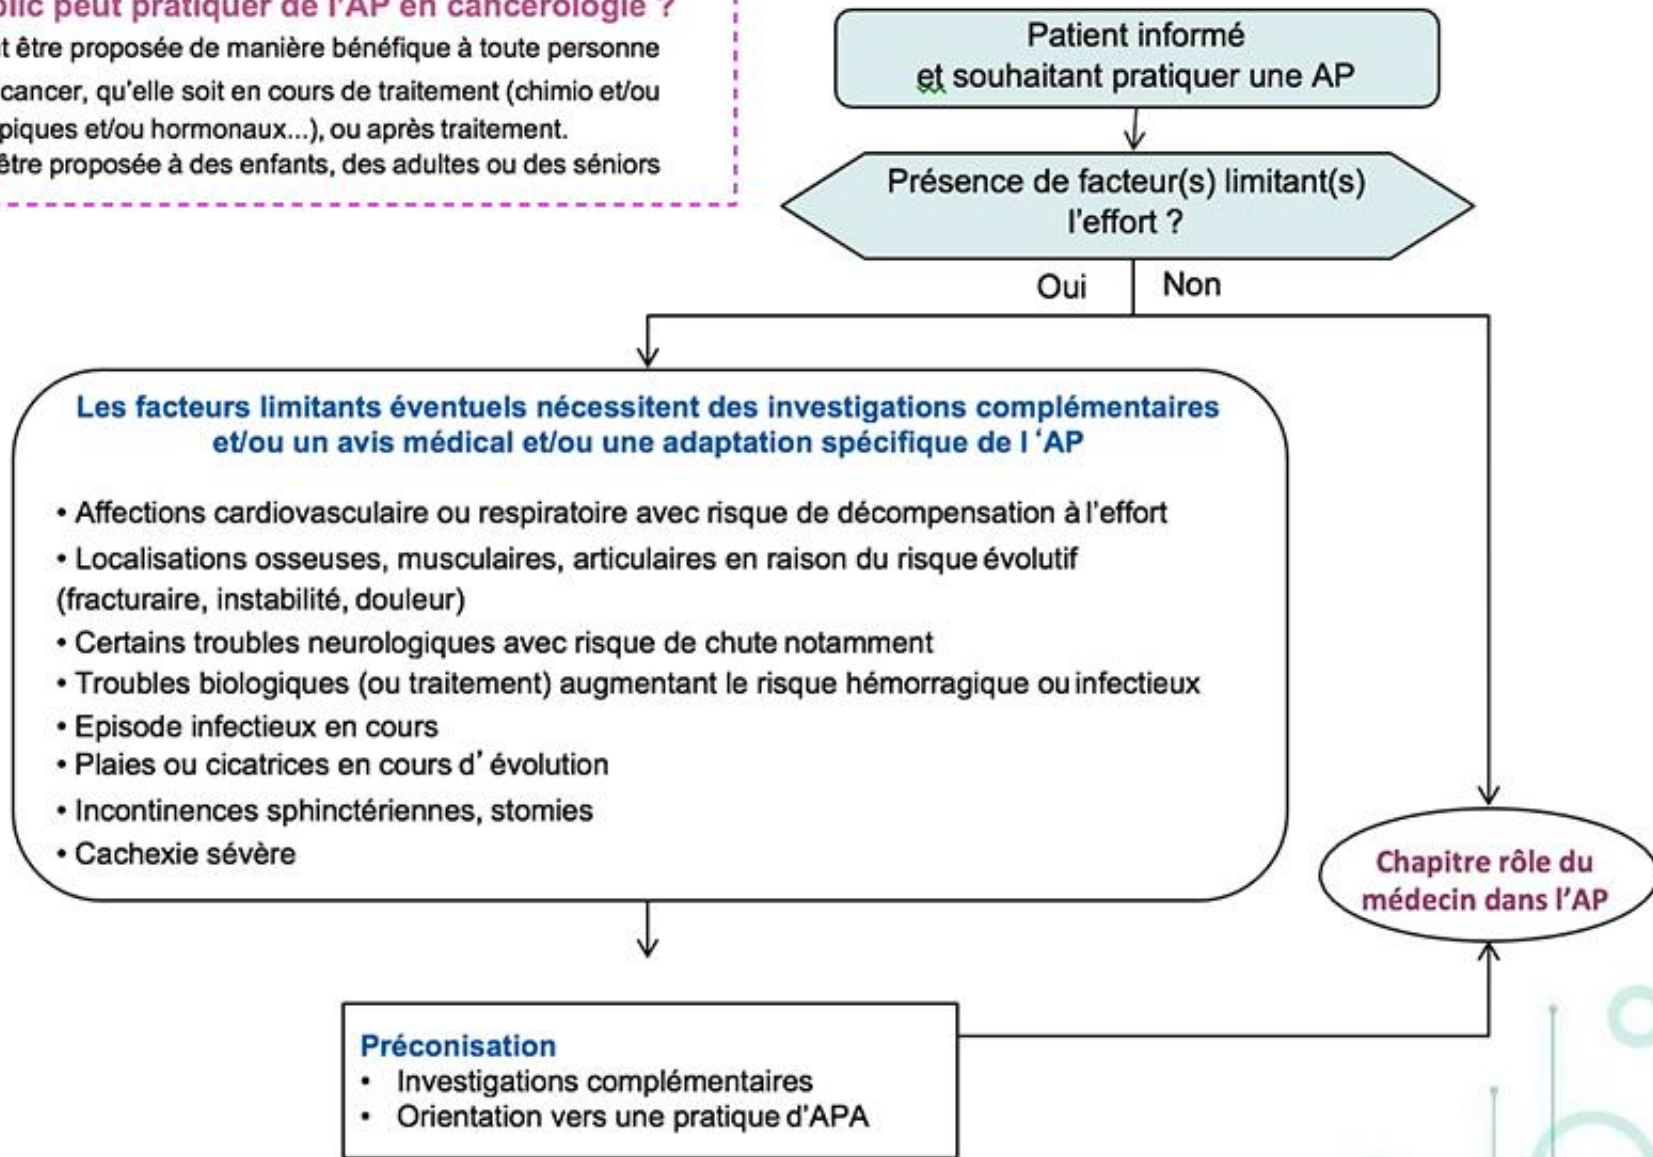 peut pratiquer de l'AP en cancérologie ?
être proposée de manière bénéfique à toute personne
cancer, qu'elle soit en cours de traitement (chimio et/ou
et/ou hormonaux...), ou après traitement.
être proposée à des enfants, des adultes ou des séniors
Patient informé
et souhaitant pratiquer une AP
Présence de facteur(s) limitant(s)
l'effort ?
Oui
Non
Les facteurs limitants éventuels nécessitent des investigations complémentaires
et/ou un avis médical et/ou une adaptation spécifique de l ‘AP
• Affections cardiovasculaire ou respiratoire avec risque de décompensation à l'effort
• Localisations osseuses, musculaires, articulaires en raison du risque évolutif
(fracturaire, instabilité, douleur)
• Certains troubles neurologiques avec risque de chute notamment
• Troubles biologiques (ou traitement) augmentant le risque hémorragique ou infectieux
• Episode infectieux en cours
• Plaies ou cicatrices en cours d’ évolution
• Incontinences sphinctériennes, stomies
• Cachexie sévère
Chapitre rôle du
médecin dans l’AP
Préconisation
• Investigations complémentaires
• Orientation vers une pratique d'APA